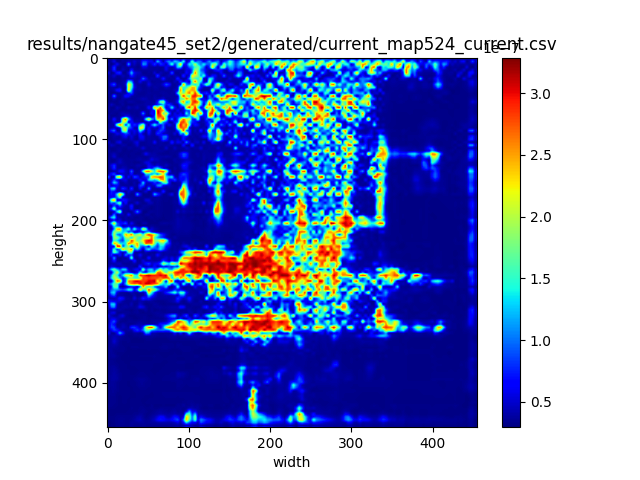 results/nangate45_set2/generated/current_map524_current.csv
1e−7
0
100
200
300
400
height
0 100 200 300 400
width
3.0
2.5
2.0
1.5
1.0
0.5